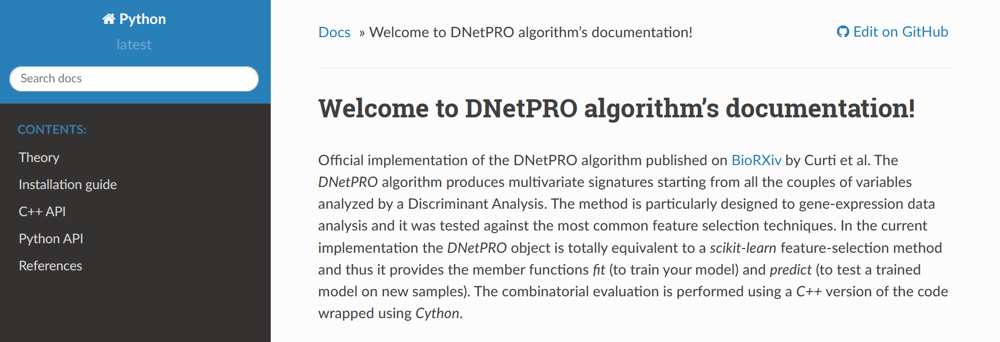 Python
latest
Search docs
CONTENTS:
Theory
Installation guide
C++ API
Python API
References
Docs » Welcome to DNetPRO algorithm’s documentation!
Edit on GitHub
Welcome to DNetPRO algorithm’s documentation!
Official implementation of the DNetPRO algorithm published on BioRXiv by Curti et al. The
DNetPRO algorithm produces multivariate signatures starting from all the couples of variables
analyzed by a Discriminant Analysis. The method is particularly designed to gene-expression data
analysis and it was tested against the most common feature selection techniques. In the current
implementation the DNetPRO object is totally equivalent to a scikit-learn feature-selection method
and thus it provides the member functions fit (to train your model) and predict (to test a trained
model on new samples). The combinatorial evaluation is performed using a C++ version of the code
wrapped using Cython.